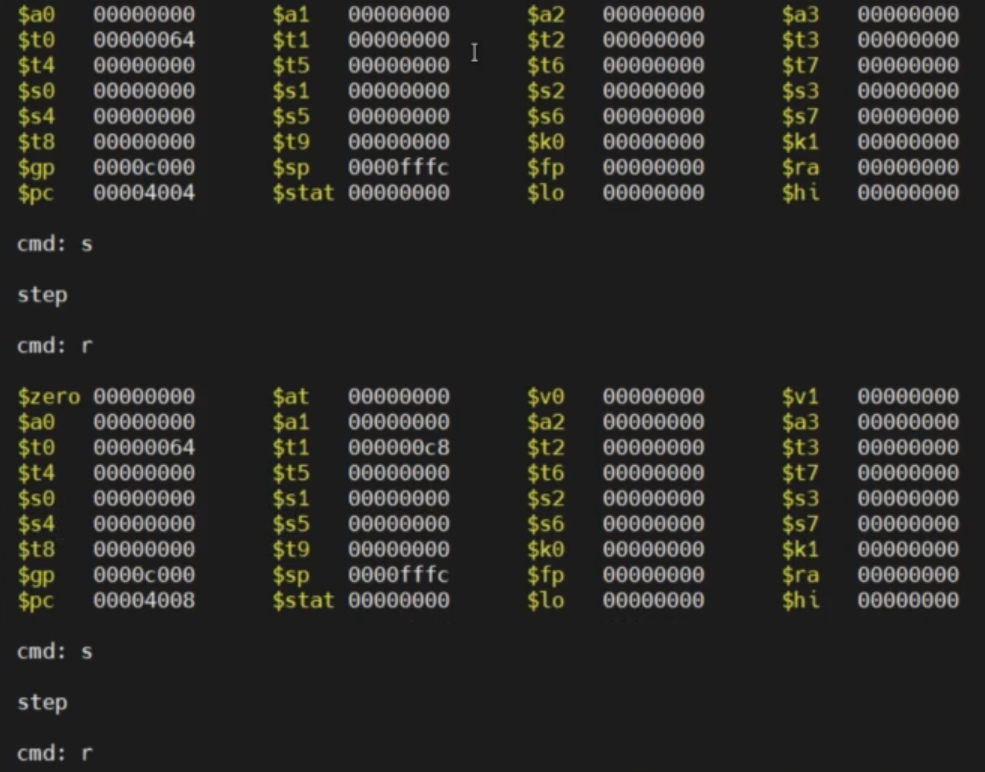 $a0 00000000 $a1 00000000 $a2 00000000 $a3 00000000
$t0 00000064 $t1 00000000 $t2 00000000 $t3 00000000
$t4 00000000 $t5 00000000 $t6 00000000 $t7 00000000
$s0 00000000 $s1 00000000 $s2 00000000 $s3 00000000
$s4 00000000 $s5 00000000 $s6 00000000 $s7 00000000
$t8 00000000 $t9 00000000 $k0 00000000 $k1 00000000
$gp 0000c000 $sp 0000fffc $fp 00000000 $ra 00000000
$pc 00004004 $stat 00000000 $lo 00000000 $hi 00000000
cmd: s
step
cmd: r
$zero 00000000 $at 00000000 $v0 00000000 $v1 00000000
$a0 00000000 $a1 00000000 $a2 00000000 $a3 00000000
$t0 00000064 $t1 000000c8 $t2 00000000 $t3 00000000
$t4 00000000 $t5 00000000 $t6 00000000 $t7 00000000
$s0 00000000 $s1 00000000 $s2 00000000 $s3 00000000
$s4 00000000 $s5 00000000 $s6 00000000 $s7 00000000
$t8 00000000 $t9 00000000 $k0 00000000 $k1 00000000
$gp 0000c000 $sp 0000fffc $fp 00000000 $ra 00000000
$pc 00004008 $stat 00000000 $lo 00000000 $hi 00000000
cmd: s
step
cmd: r